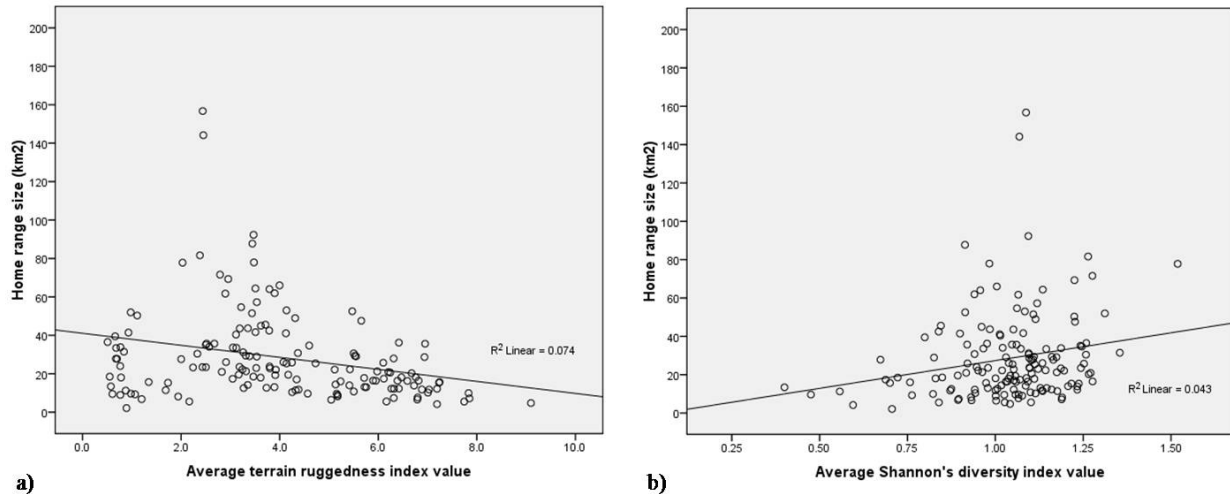 200
180
160
140
120
100
80
60
40
20
0
Home range size (km2)
R2 Linear = 0.074
0.0 2.0 4.0 6.0 8.0 10.0
Average terrain ruggedness index value
a)
200
180
160
140
120
100
80
60
40
20
0
Home range size (km2)
R2 Linear = 0.043
0.25 0.50 0.75 1.00 1.25 1.50
Average Shannon's diversity index value
b)